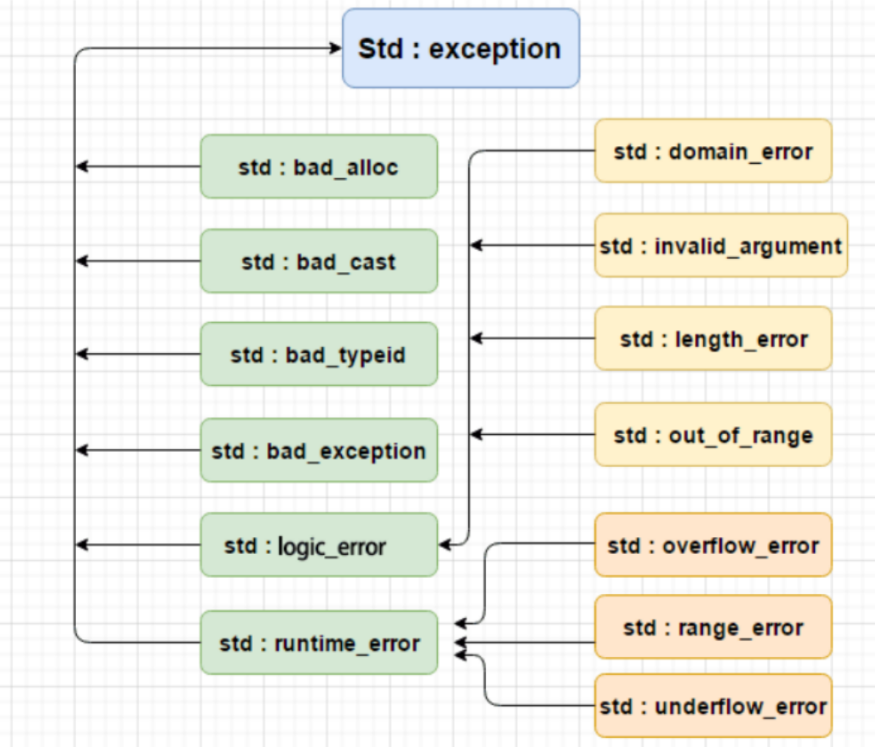 Std : exception
std : bad_alloc
std : bad_cast
std : bad_typeid
std : bad_exception
std : logic_error
std : runtime_error
std : domain_error
std : invalid_argument
std : length_error
std : out_of_range
std : overflow_error
std : range_error
std : underflow_error